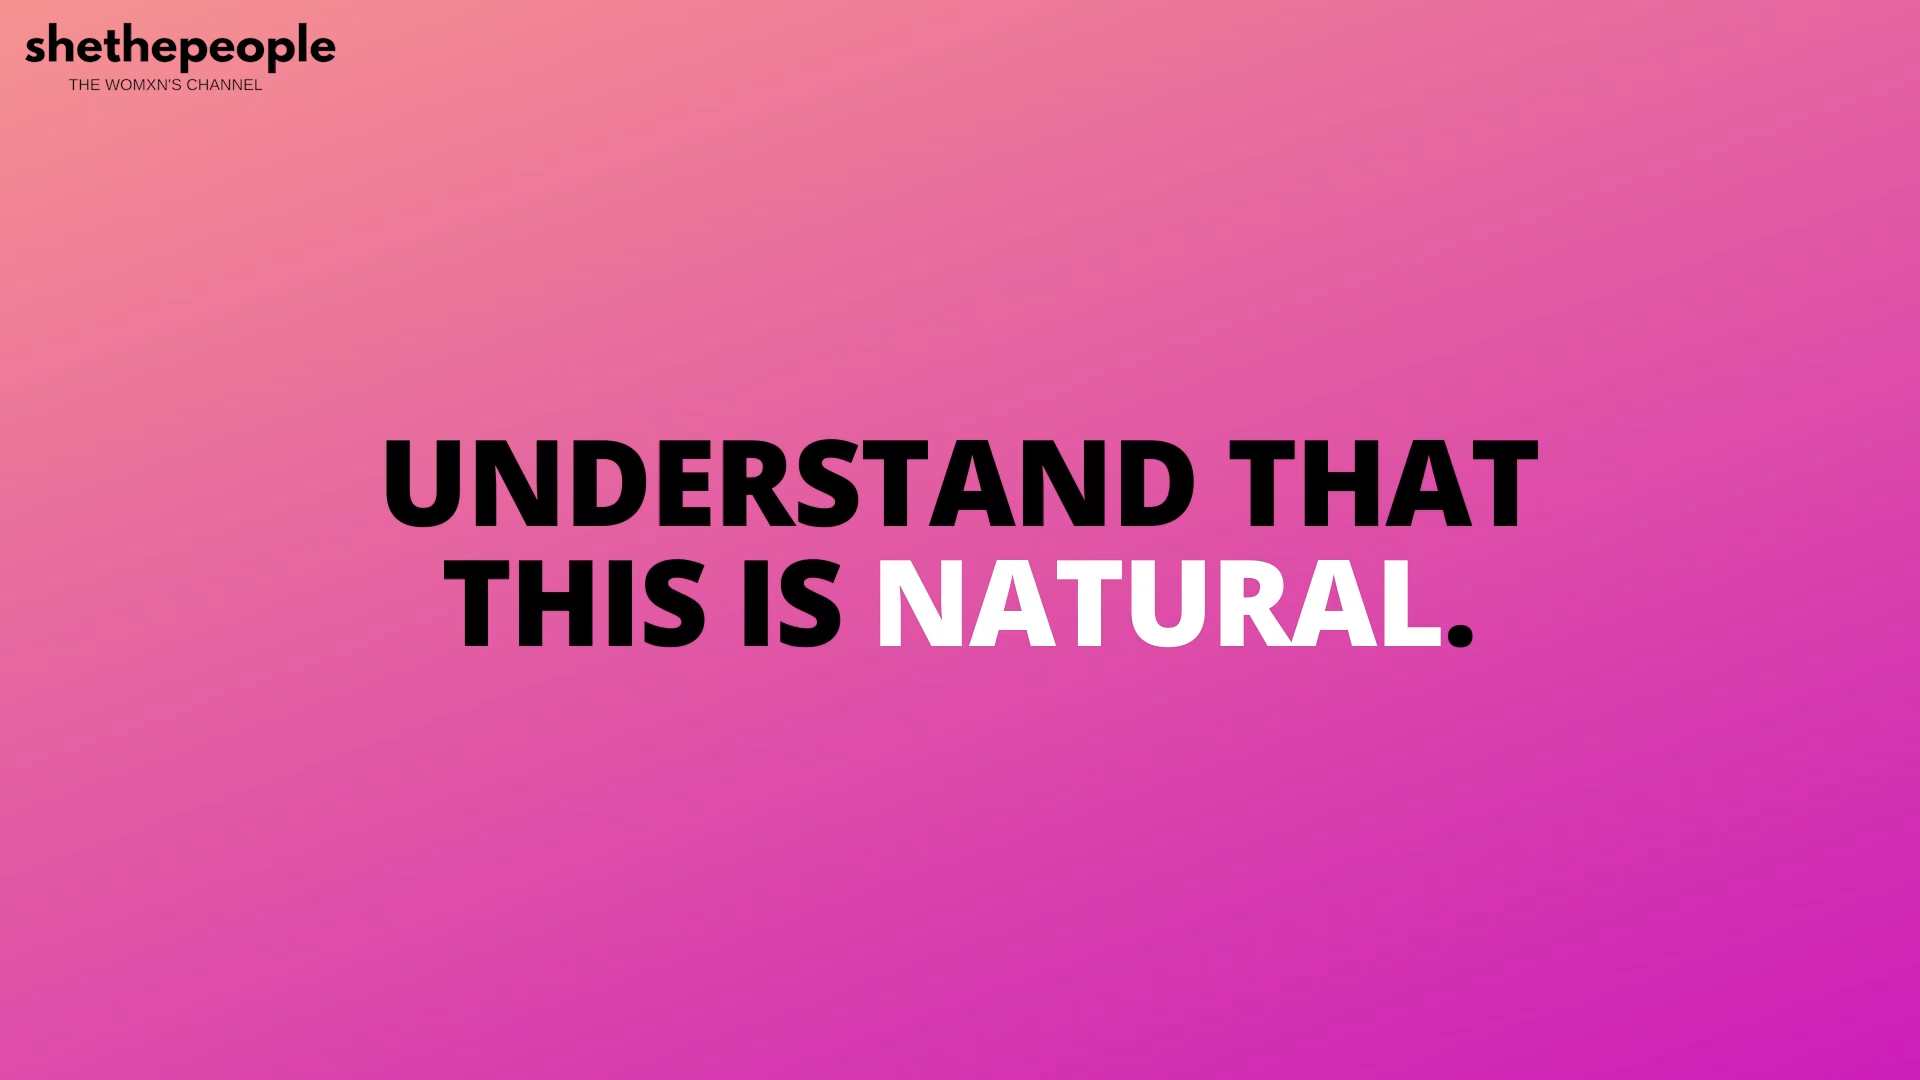 shethepeople
THE WOMXN'S CHANNEL
UNDERSTAND THAT
THIS IS NATURAL.